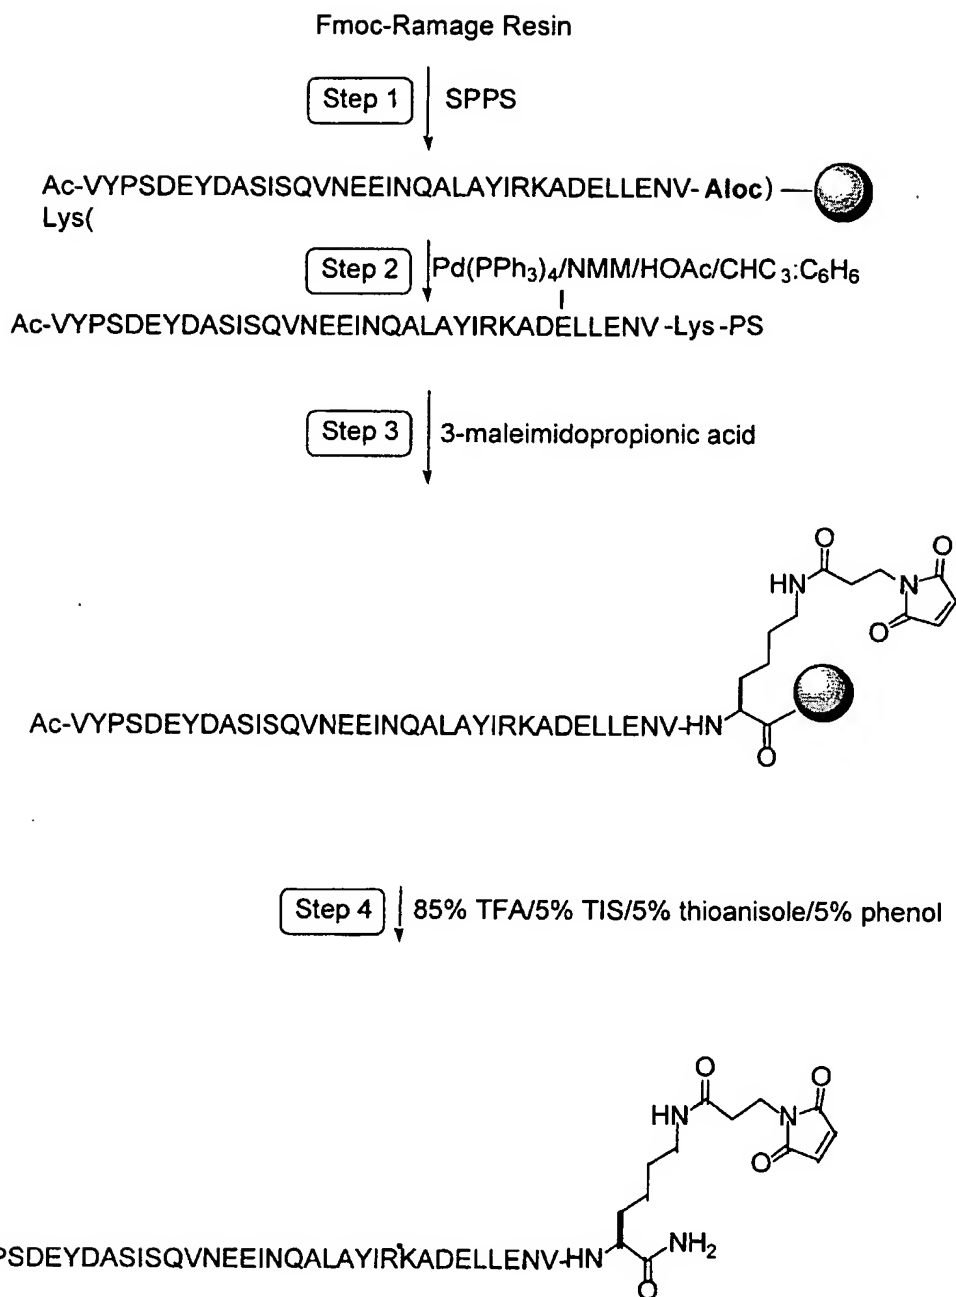 Fmoc-Ramage Resin
Step 1 SPPS
Ac-VYPSDEYDASISQVNEEINQALAYIRKADELLENV- Aloc)
Lys(
Step 2 Pd(PPh3)4/NMM/HOAc/CHC 3:C6H6
l
Ac-VYPSDEYDASISQVNEEINQALAYIRKADELLENV -Lys -PS
Step 3 3-maleimidopropionic acid
O
O
HN
N
O
Ac-VYPSDEYDASISQVNEEINQALAYIRKADELLENV-HN
O
Step 4 85% TFA/5% TIS/5% thioanisole/5% phenol
O
O
HN
N
O
PSDEYDASISQVNEEINQALAYIRKADELLENV-HN NH2
O